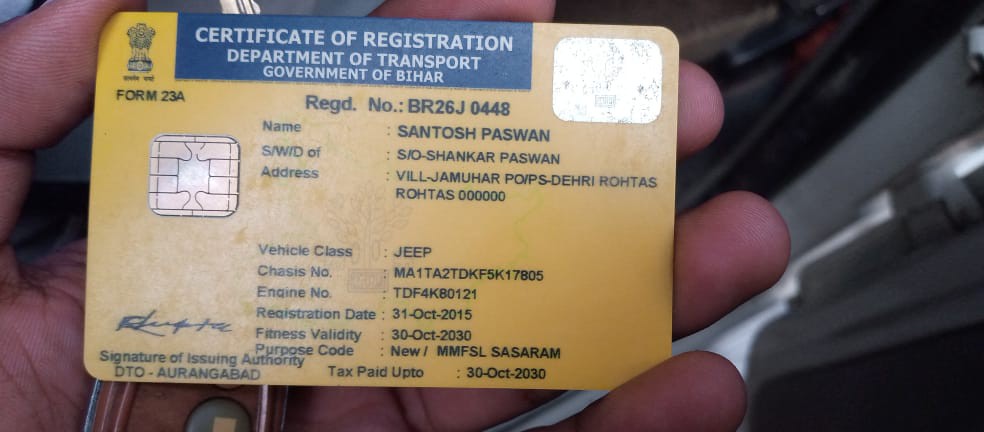 CERTIFICATE OF REGISTRATION
DEPARTMENT OF TRANSPORT
GOVERNMENT OF BIHAR
सत्यमेव जयते
FORM 23A
Regd. No.: BR26J 0448
Name : SANTOSH PASWAN
S/W/D of : S/O-SHANKAR PASWAN
Address : VILL-JAMUHAR PO/PS-DEHRI ROHTAS
ROHTAS 000000
Vehicle Class : JEEP
Chasis No. : MA1TA2TDKF5K17805
Engine No. : TDF4K80121
Registration Date : 31-Oct-2015
Fitness Validity : 30-Oct-2030
Purpose Code : New / MMFSL SASARAM
Signature of Issuing Authority
DTO - AURANGABAD
Tax Paid Upto : 30-Oct-2030